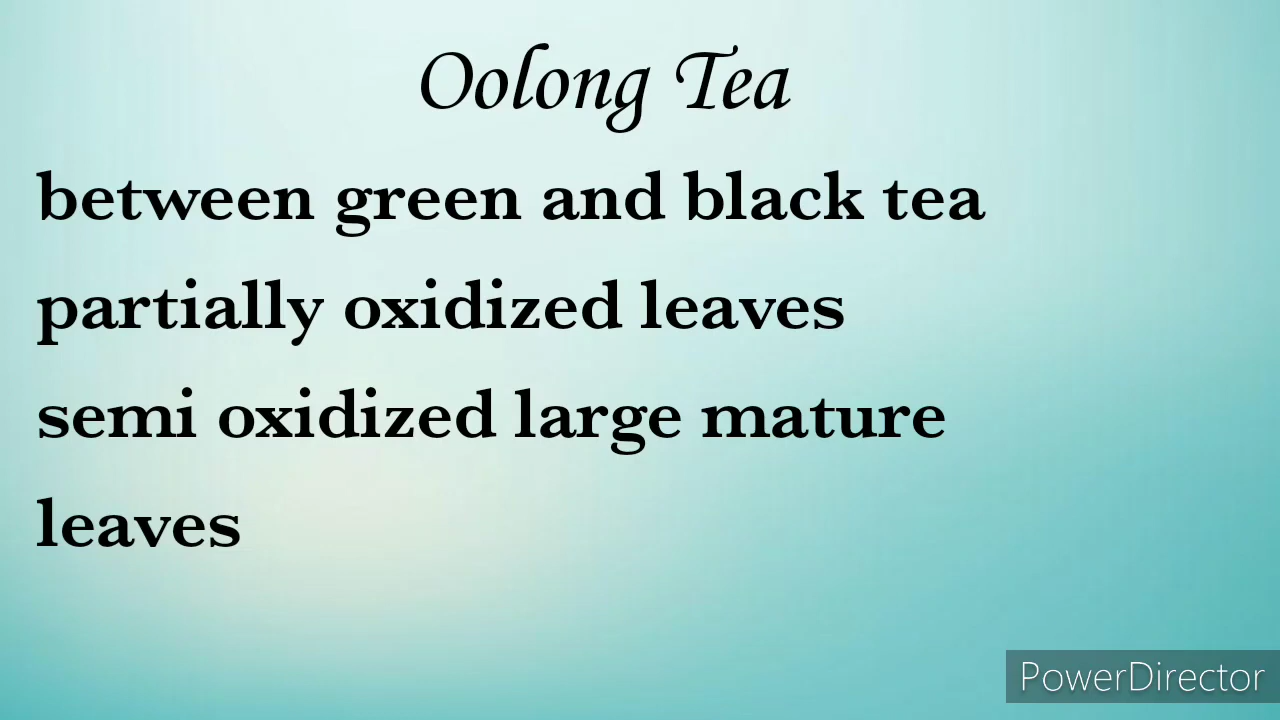 Oolong Tea
between green and black tea
partially oxidized leaves
semi oxidized large mature
leaves
PowerDirector